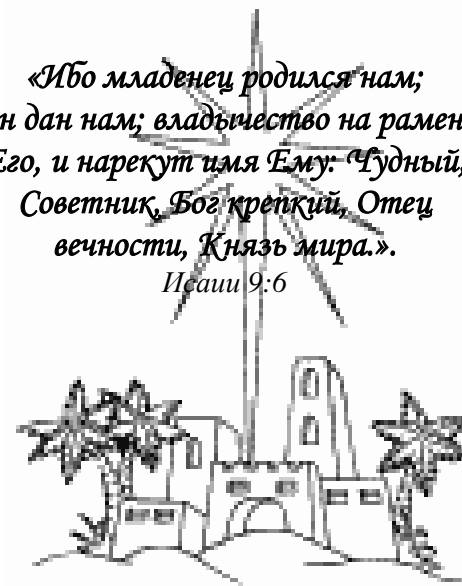 «Ибо младенец родился нам;
н дан нам; владычество на рамен
Его, и нарекут имя Ему: Чудный,
Советник, Бог крепкий, Отец
вечности, Князь мира.».
Исаии 9:6